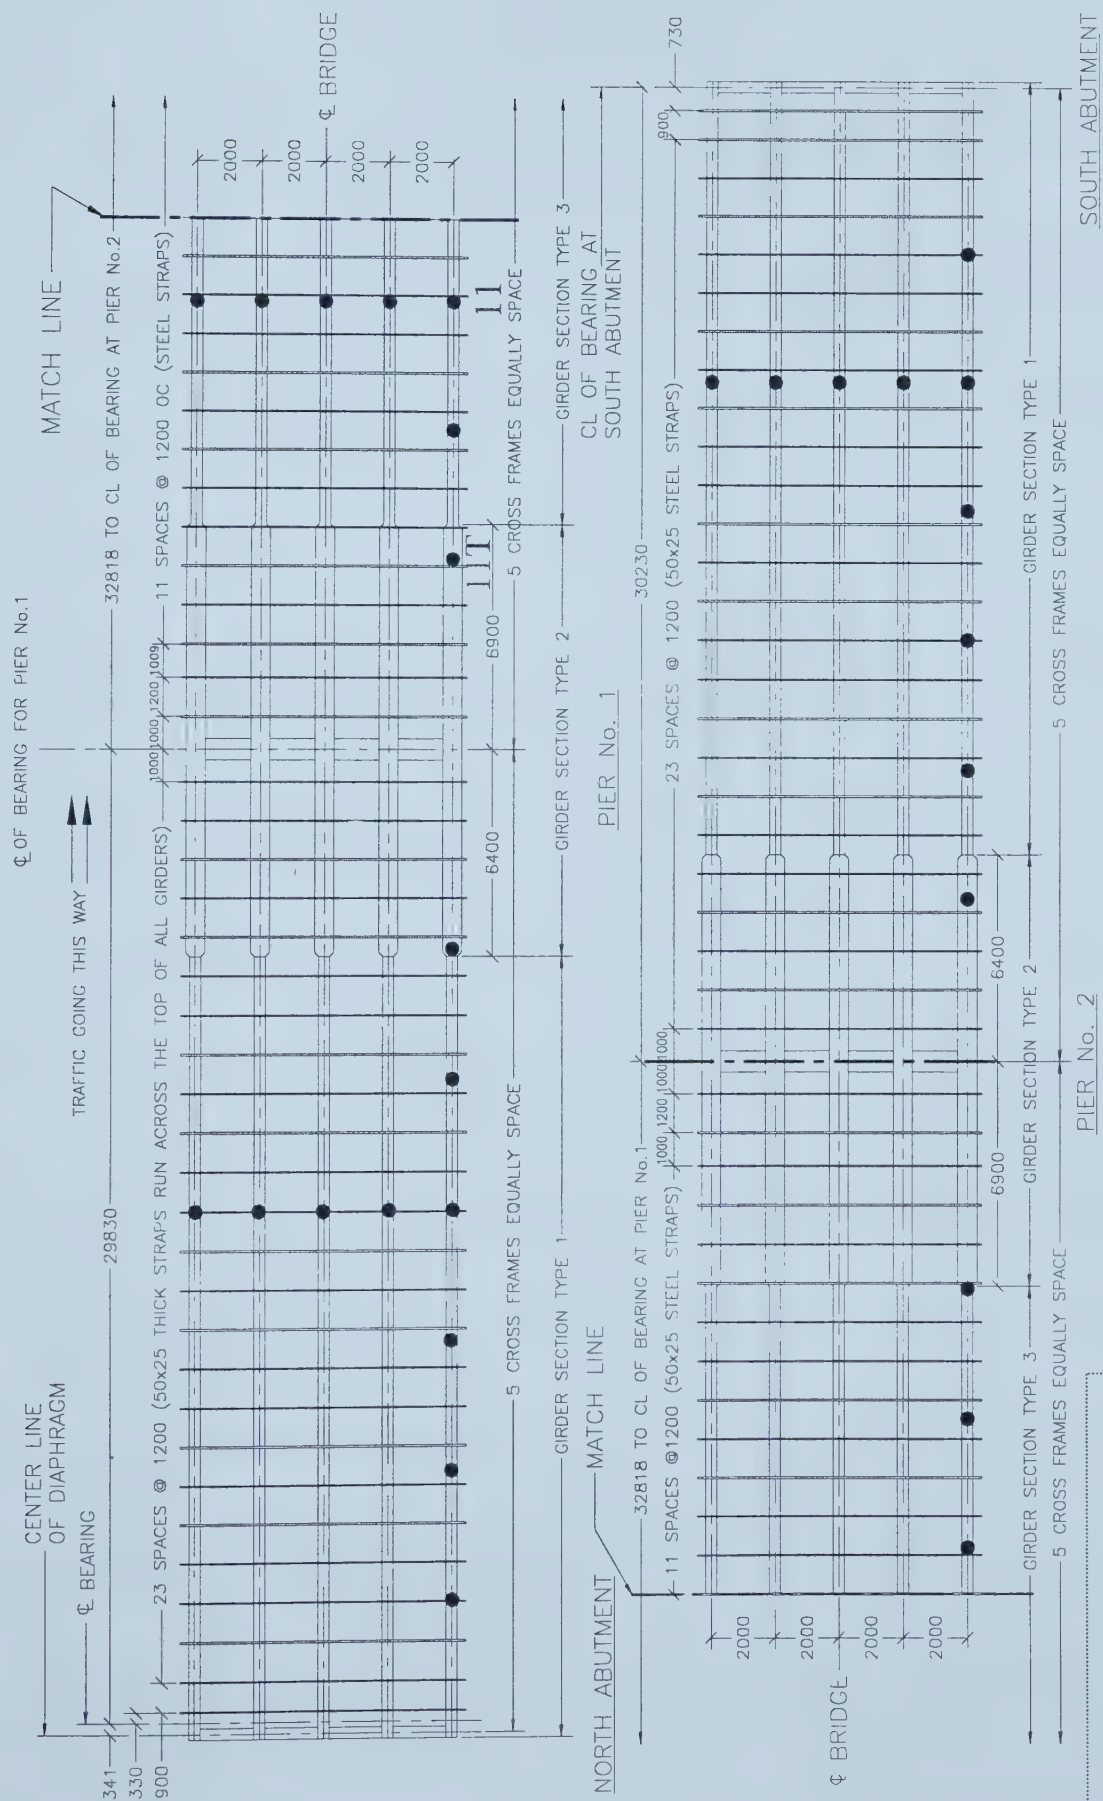 CENTER LINE
OF DIAPHRAGM
℄ BEARING
341
330
900
29830
℄ OF BEARING FOR PIER No.1
TRAFFIC GOING THIS WAY
32818 TO CL OF BEARING AT PIER No.2
MATCH LINE
23 SPACES @ 1200 (50x25 THICK STRAPS RUN ACROSS THE TOP OF ALL GIRDERS)
1000 1000 1200 1009
11 SPACES @ 1200 OC (STEEL STRAPS)
2000
2000
2000
2000
℄ BRIDGE
11T
11
6400
6900
5 CROSS FRAMES EQUALLY SPACE
5 CROSS FRAMES EQUALLY SPACE
GIRDER SECTION TYPE 1
GIRDER SECTION TYPE 2
GIRDER SECTION TYPE 3
NORTH ABUTMENT
PIER No. 1
MATCH LINE
CL OF BEARING AT
SOUTH ABUTMENT
32818 TO CL OF BEARING AT PIER No.1
30230
730
11 SPACES @1200 (50x25 STEEL STRAPS)
1000 1200 1000 1000
23 SPACES @ 1200 (50x25 STEEL STRAPS)
900
℄ BRIDGE
2000
2000
2000
2000
6900
6400
GIRDER SECTION TYPE 3
GIRDER SECTION TYPE 2
GIRDER SECTION TYPE 1
5 CROSS FRAMES EQUALLY SPACE
5 CROSS FRAMES EQUALLY SPACE
PIER No. 2
SOUTH ABUTMENT